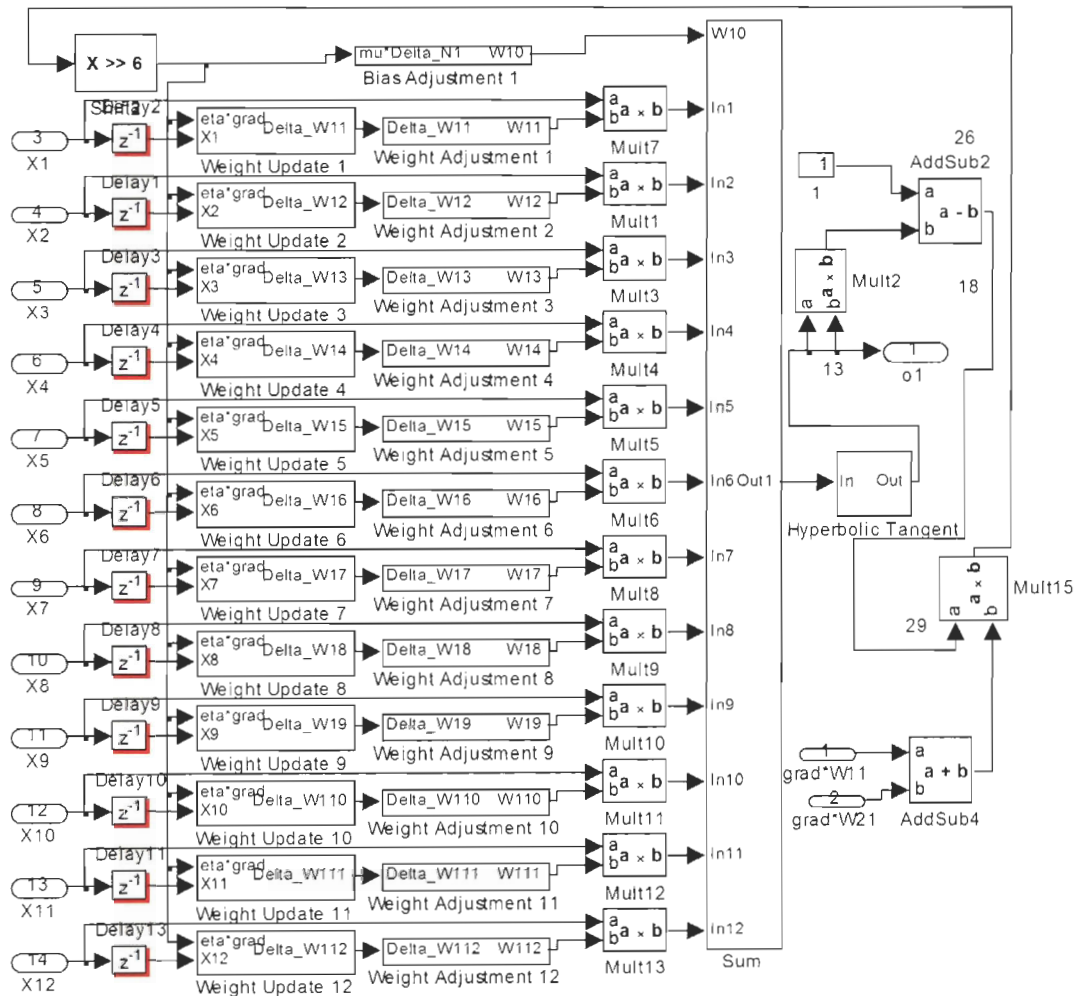 W10
X >> 6
mu*Delta_N1 W10
Bias Adjustment 1
Delay2
3
X1
z-1
eta*grad
X1
Delta_W11
Weight Update 1
Delta_W11 W11
Weight Adjustment 1
a
b
a × b
Mult7
In1
Delay1
4
X2
z-1
eta*grad
X2
Delta_W12
Weight Update 2
Delta_W12 W12
Weight Adjustment 2
a
b
a × b
Mult1
In2
Delay3
5
X3
z-1
eta*grad
X3
Delta_W13
Weight Update 3
Delta_W13 W13
Weight Adjustment 3
a
b
a × b
Mult3
In3
Delay4
6
X4
z-1
eta*grad
X4
Delta_W14
Weight Update 4
Delta_W14 W14
Weight Adjustment 4
a
b
a × b
Mult4
In4
Delay5
7
X5
z-1
eta*grad
X5
Delta_W15
Weight Update 5
Delta_W15 W15
Weight Adjustment 5
a
b
a × b
Mult5
In5
Delay6
8
X6
z-1
eta*grad
X6
Delta_W16
Weight Update 6
Delta_W16 W16
Weight Adjustment 6
a
b
a × b
Mult6
In6 Out1
Delay7
9
X7
z-1
eta*grad
X7
Delta_W17
Weight Update 7
Delta_W17 W17
Weight Adjustment 7
a
b
a × b
Mult8
In7
Delay8
10
X8
z-1
eta*grad
X8
Delta_W18
Weight Update 8
Delta_W18 W18
Weight Adjustment 8
a
b
a × b
Mult9
In8
Delay9
11
X9
z-1
eta*grad
X9
Delta_W19
Weight Update 9
Delta_W19 W19
Weight Adjustment 9
a
b
a × b
Mult10
In9
Delay10
12
X10
z-1
eta*grad
X10
Delta_W110
Weight Update 10
Delta_W110 W110
Weight Adjustment 10
a
b
a × b
Mult11
In10
Delay11
13
X11
z-1
eta*grad
X11
Delta_W111
Weight Update 11
Delta_W111 W111
Weight Adjustment 11
a
b
a × b
Mult12
In11
Delay13
14
X12
z-1
eta*grad
X12
Delta_W112
Weight Update 12
Delta_W112 W112
Weight Adjustment 12
a
b
a × b
Mult13
In12
Sum
26
AddSub2
1
1
a
b
a - b
a
b
a × b
Mult2
18
13
1
o1
In Out
Hyperbolic Tangent
a
b
a × b
Mult15
29
1
grad*W11
2
grad*W21
a
b
a + b
AddSub4